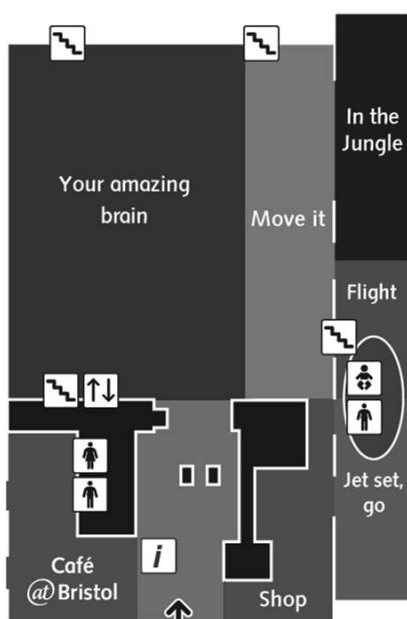 In the
Jungle
Your amazing
brain
Move it
Flight
Jet set,
go
i
Café
@Bristol
Shop